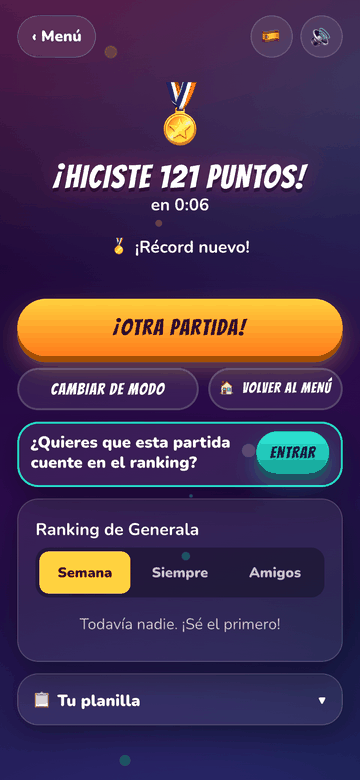 ‹ Menú
¡HICISTE 121 PUNTOS!
en 0:06
¡Récord nuevo!
¡OTRA PARTIDA!
CAMBIAR DE MODO
VOLVER AL MENÚ
¿Quieres que esta partida
cuente en el ranking?
ENTRAR
Ranking de Generala
Semana
Siempre
Amigos
Todavía nadie. ¡Sé el primero!
Tu planilla